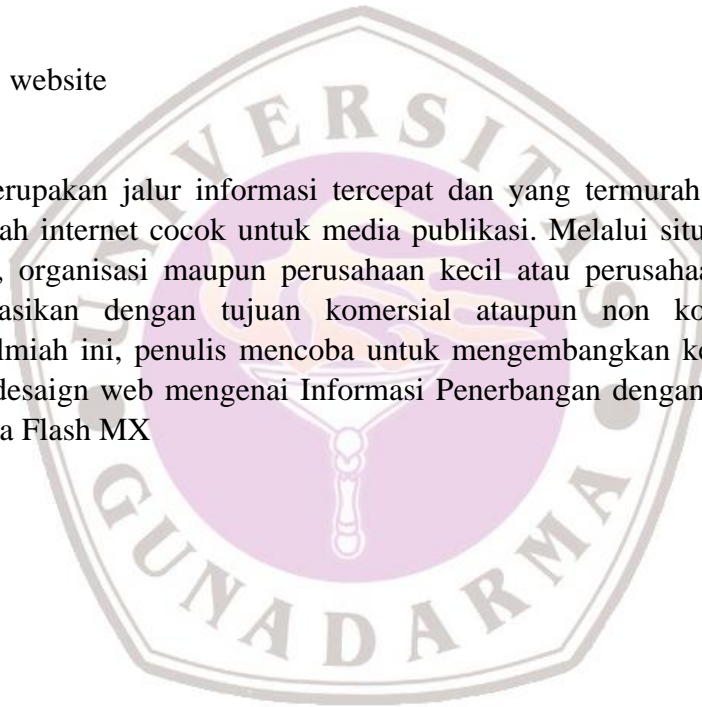 website
erupakan jalur informasi tercepat dan yang termurah
ah internet cocok untuk media publikasi. Melalui situ
, organisasi maupun perusahaan kecil atau perusahaa
asikan dengan tujuan komersial ataupun non ko
lmiah ini, penulis mencoba untuk mengembangkan ke
desaign web mengenai Informasi Penerbangan dengan
a Flash MX
UNIVERSITAS
GUNADARMA